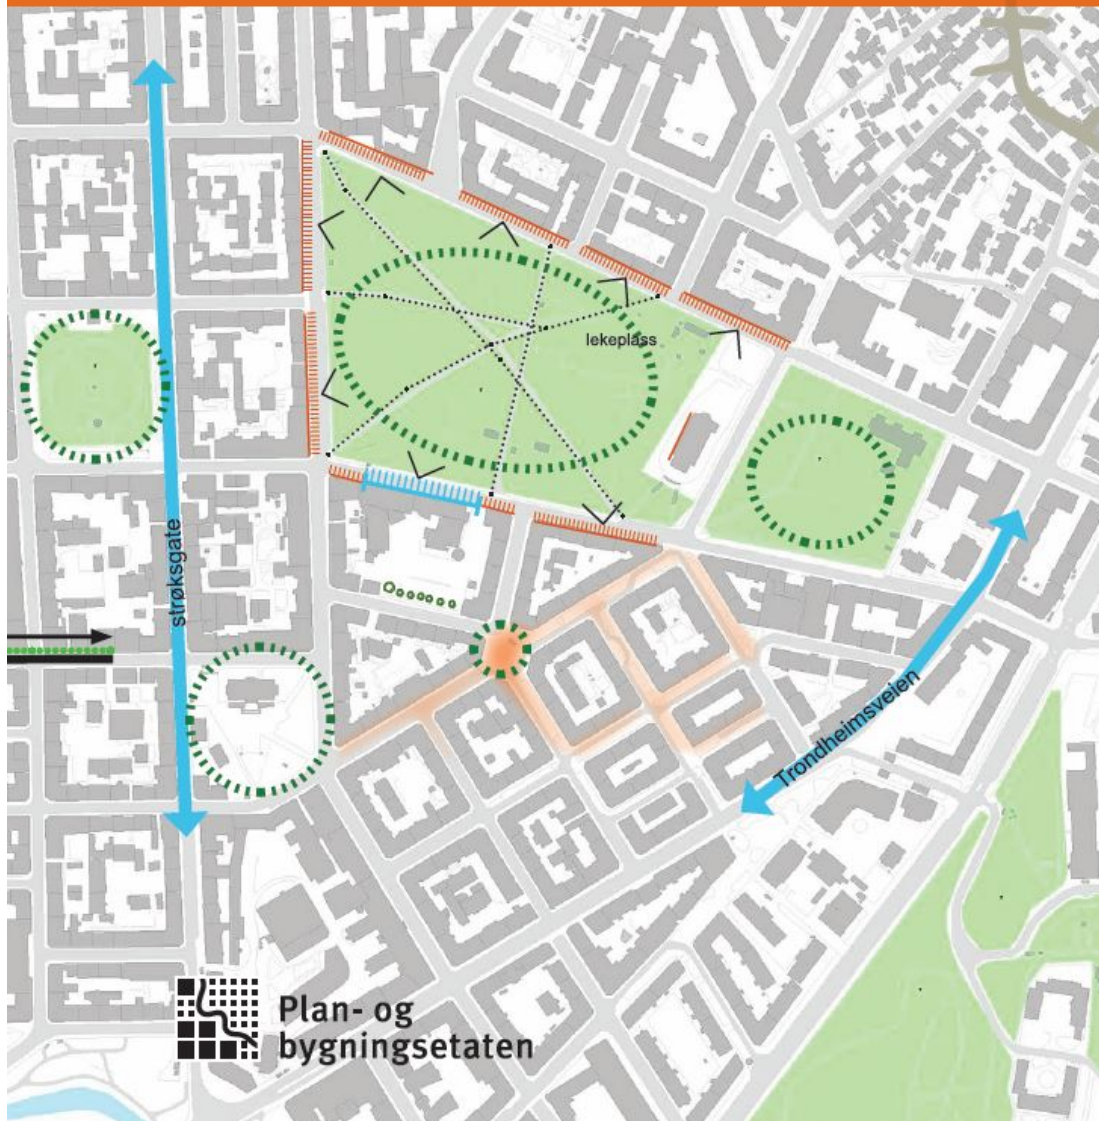 lekeplass
strøksgate
Trondheimsveien
Plan- og
bygningsetaten